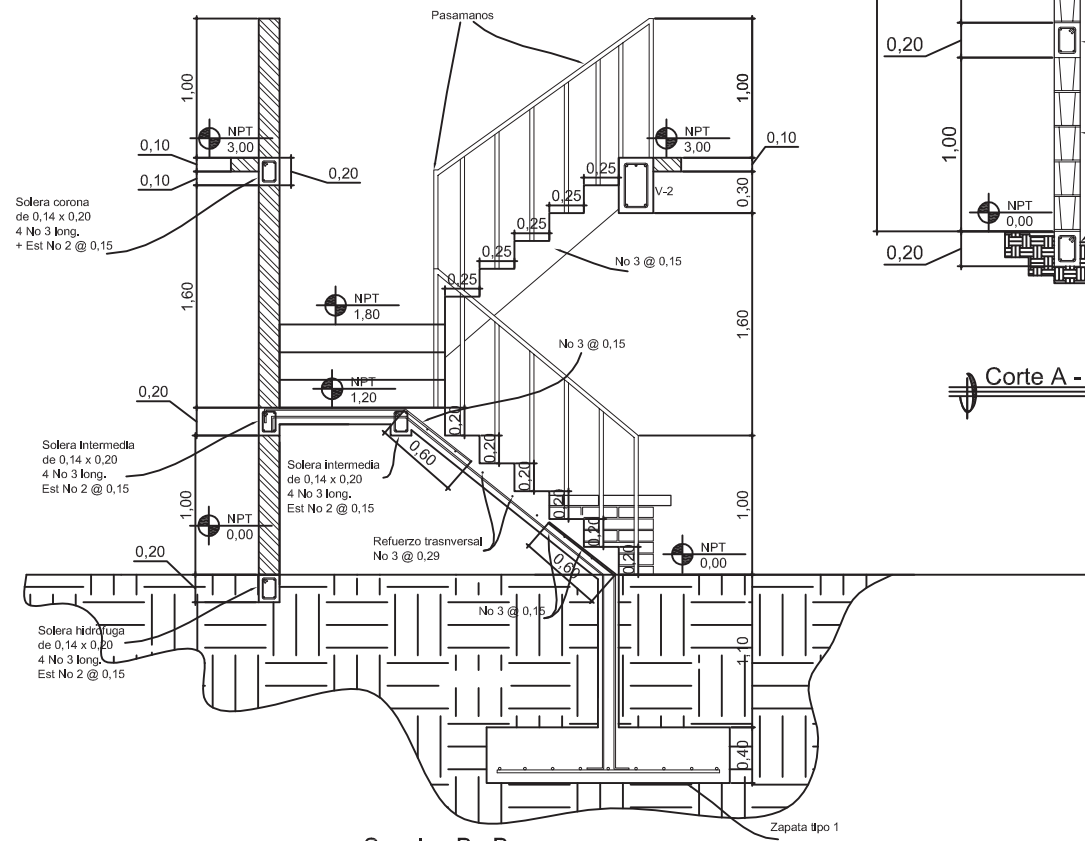 Pasamanos
1,00
NPT
3,00
0,10
0,10
0,20
Solera corona
de 0,14 x 0,20
4 No 3 long.
+ Est No 2 @ 0,15
1,60
NPT
1,80
NPT
1,20
0,20
Solera Intermedia
de 0,14 x 0,20
4 No 3 long.
Est No 2 @ 0,15
1,00
NPT
0,00
0,20
Solera hidrofuga
de 0,14 x 0,20
4 No 3 long.
Est No 2 @ 0,15
0,25
0,25
0,25
0,25
0,25
No 3 @ 0,15
No 3 @ 0,15
V-2
NPT
3,00
1,00
0,10
0,30
1,60
0,60
Solera intermedia
de 0,14 x 0,20
4 No 3 long.
Est No 2 @ 0,15
0,20
0,20
0,20
0,20
0,20
0,20
Refuerzo trasnversal
No 3 @ 0,29
0,60
No 3 @ 0,15
NPT
0,00
1,00
1,10
0,40
Zapata tipo 1
0,20
1,00
NPT
0,00
0,20
Corte A -